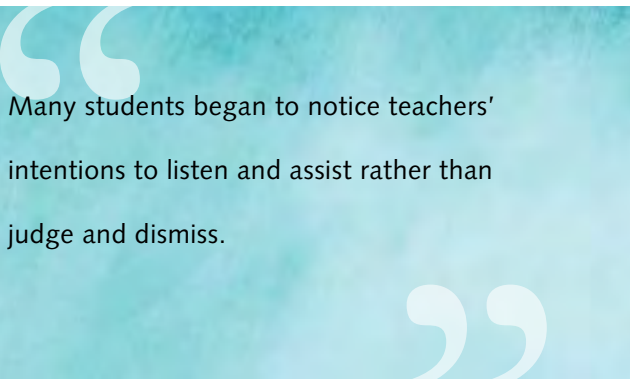 Many students began to notice teachers’
intentions to listen and assist rather than
judge and dismiss.